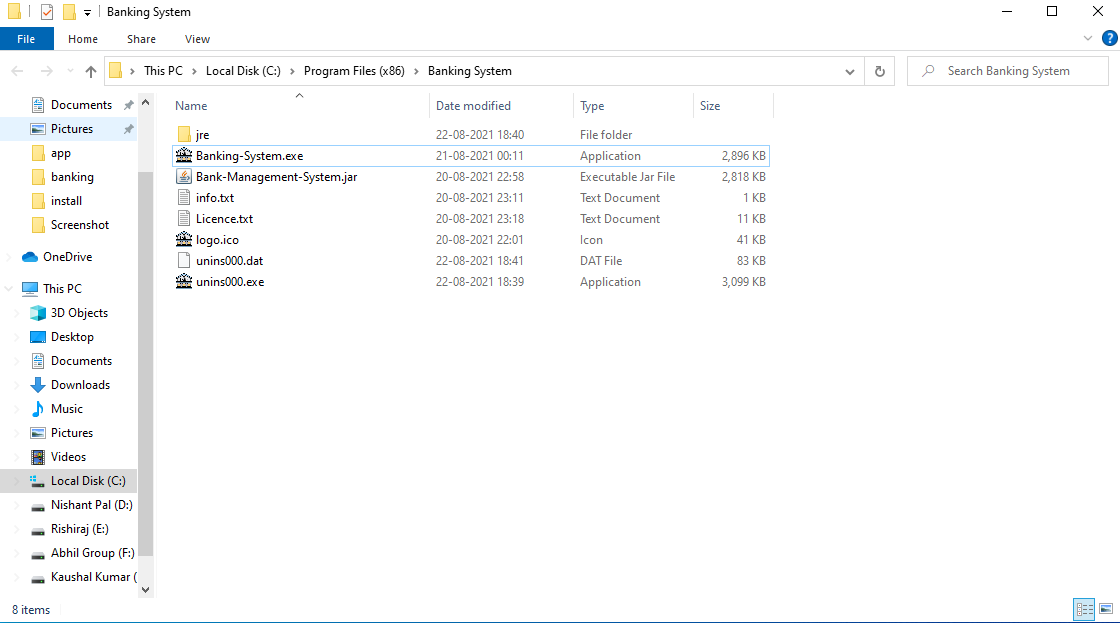 Banking System
File Home Share View
This PC Local Disk (C:) Program Files (x86) Banking System Search Banking System
Documents
Pictures
app
banking
install
Screenshot
OneDrive
This PC
3D Objects
Desktop
Documents
Downloads
Music
Pictures
Videos
Local Disk (C:)
Nishant Pal (D:)
Rishiraj (E:)
Abhil Group (F:)
Kaushal Kumar (
Name Date modified Type Size
jre 22-08-2021 18:40 File folder
Banking-System.exe 21-08-2021 00:11 Application 2,896 KB
Bank-Management-System.jar 20-08-2021 22:58 Executable Jar File 2,818 KB
info.txt 20-08-2021 23:11 Text Document 1 KB
Licence.txt 20-08-2021 23:18 Text Document 11 KB
logo.ico 20-08-2021 22:01 Icon 41 KB
unins000.dat 22-08-2021 18:41 DAT File 83 KB
unins000.exe 22-08-2021 18:39 Application 3,099 KB
8 items